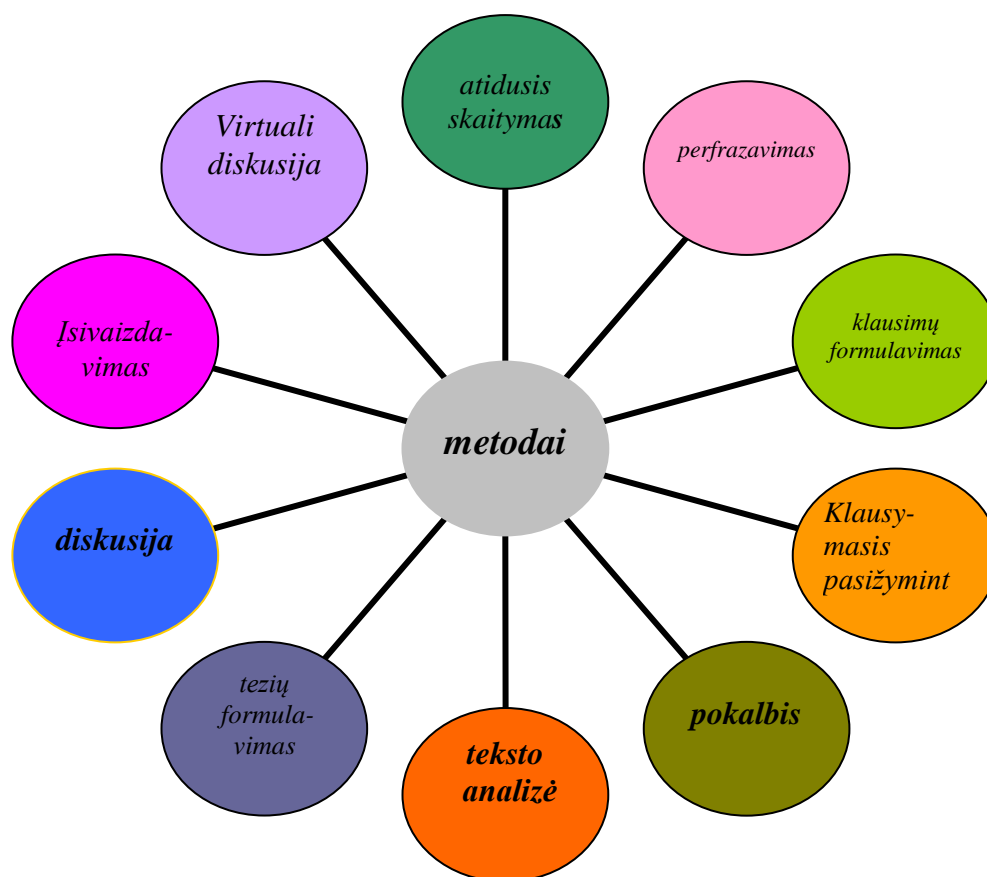 atidusis
skaitymas
Virtuali
diskusija
perfrazavimas
Įsivaizda-
vimas
klausimų
formulavimas
metodai
diskusija
Klausy-
masis
pasižymint
tezių
formula-
vimas
pokalbis
teksto
analizė